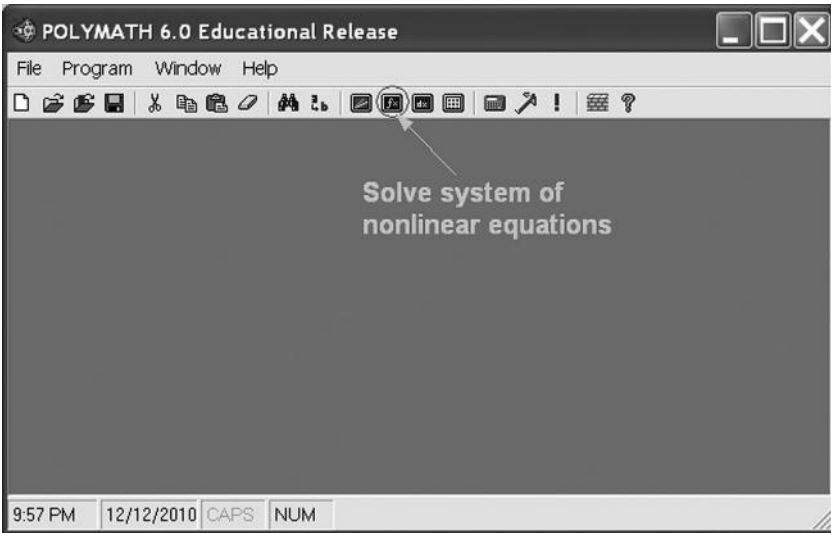 POLYMATH 6.0 Educational Release
File Program Window Help
Solve system of
nonlinear equations
9:57 PM 12/12/2010 CAPS NUM